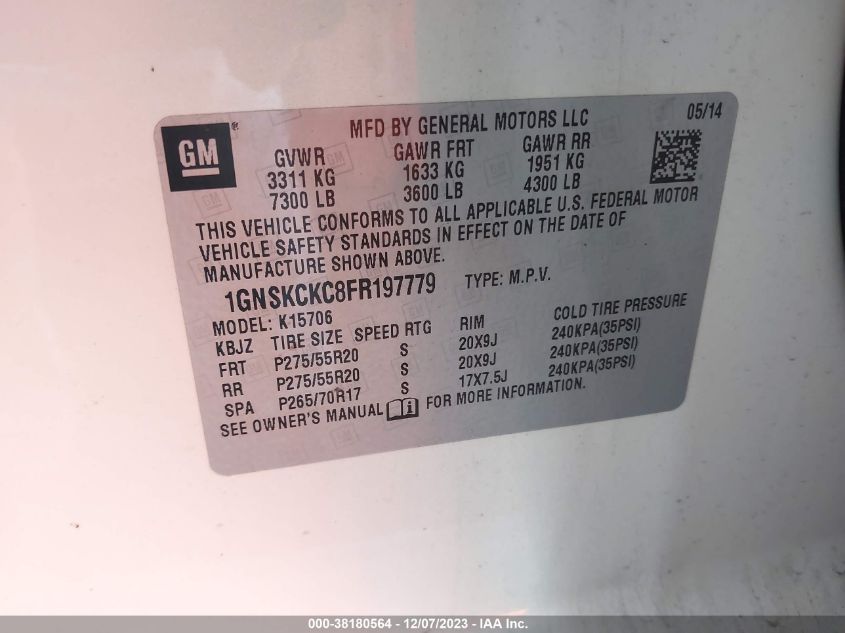 GM ®
MFD BY GENERAL MOTORS LLC
05/14
GVWR GAWR FRT GAWR RR
3311 KG 1633 KG 1951 KG
7300 LB 3600 LB 4300 LB
THIS VEHICLE CONFORMS TO ALL APPLICABLE U.S. FEDERAL MOTOR
VEHICLE SAFETY STANDARDS IN EFFECT ON THE DATE OF
MANUFACTURE SHOWN ABOVE.
1GNSKCKC8FR197779 TYPE: M.P.V.
MODEL: K15706
KBJZ TIRE SIZE SPEED RTG RIM COLD TIRE PRESSURE
FRT P275/55R20 S 20X9J 240KPA(35PSI)
RR P275/55R20 S 20X9J 240KPA(35PSI)
SPA P265/70R17 S 17X7.5J 240KPA(35PSI)
SEE OWNER'S MANUAL FOR MORE INFORMATION.
000-38180564 - 12/07/2023 - IAA Inc.